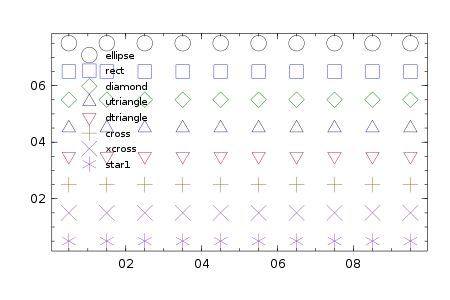 ellipse
rect
diamond
utriangle
dtriangle
cross
xcross
star1
06
04
02
02
04
06
08